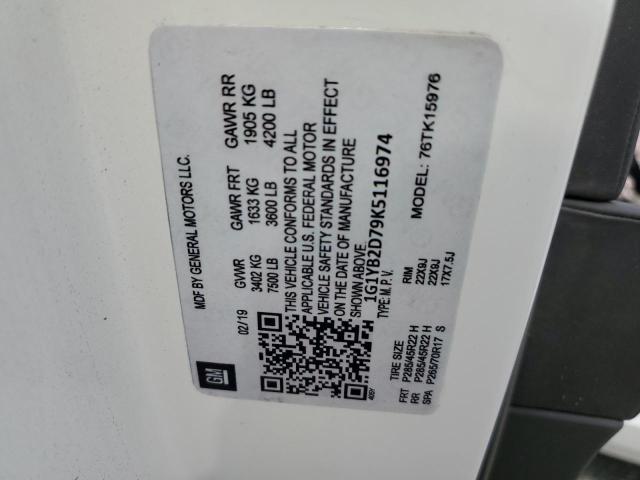 MDF BY GENERAL MOTORS LLC.
02/19 GVWR GAWR FRT GAWR RR
3402 KG 1633 KG 1905 KG
7500 LB 3600 LB 4200 LB
GM
THIS VEHICLE CONFORMS TO ALL
APPLICABLE U.S. FEDERAL MOTOR
VEHICLE SAFETY STANDARDS IN EFFECT
ON THE DATE OF MANUFACTURE
SHOWN ABOVE.
1G1YB2D79K5116974
TYPE: M. P. V. MODEL: 76TK15976
TIRE SIZE RIM
FRT P285/45R22 H 22X9J
RR P285/45R22 H 22X9J
SPA P265/70R17 S 17X7.5J